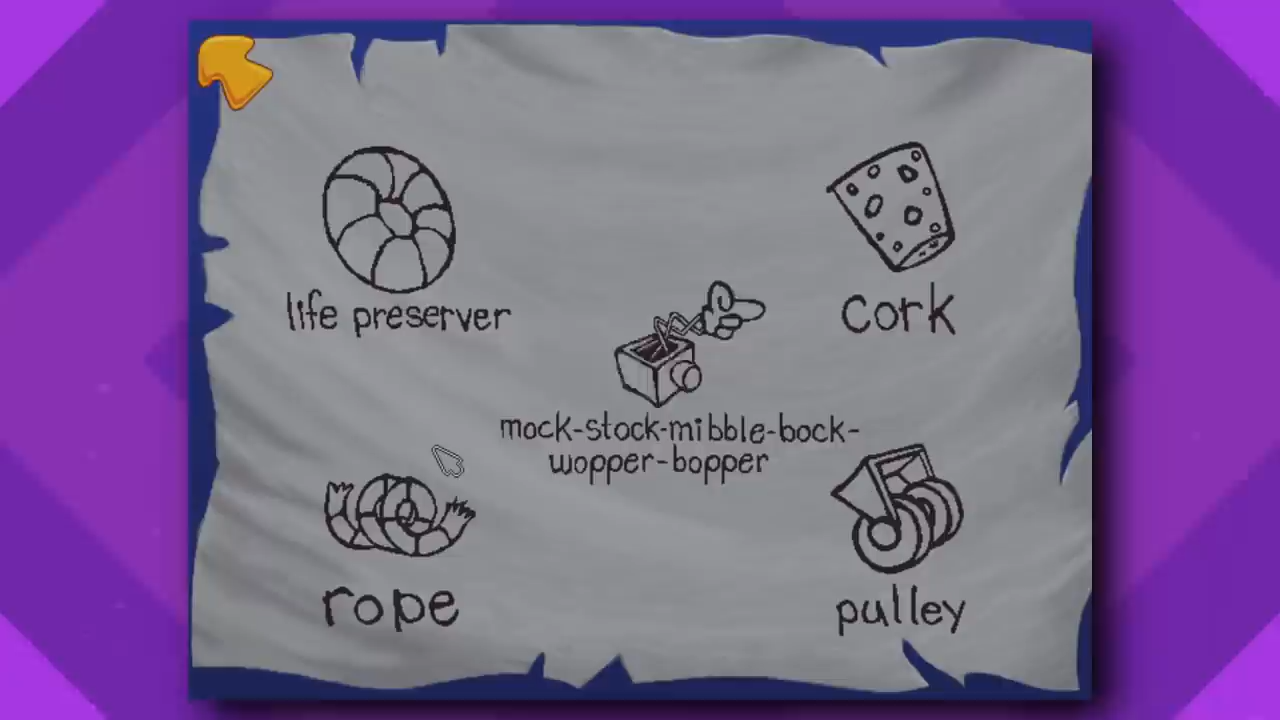 life preserver
cork
mock-stock-mibble-bock-
wopper-bopper
rope
pulley